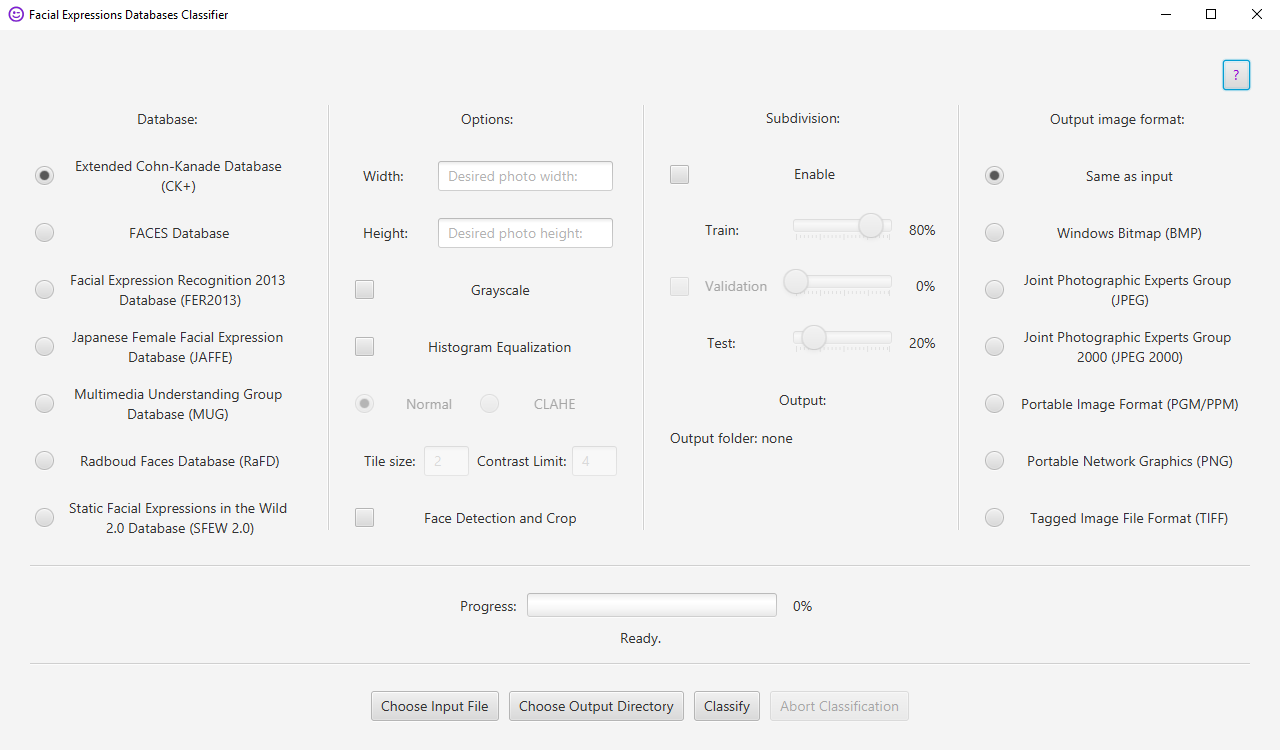 Facial Expressions Databases Classifier
?
Database:
Extended Cohn-Kanade Database
(CK+)
FACES Database
Facial Expression Recognition 2013
Database (FER2013)
Japanese Female Facial Expression
Database (JAFFE)
Multimedia Understanding Group
Database (MUG)
Radboud Faces Database (RaFD)
Static Facial Expressions in the Wild
2.0 Database (SFEW 2.0)
Options:
Width: Desired photo width:
Height: Desired photo height:
Grayscale
Histogram Equalization
Normal CLAHE
Tile size: 2 Contrast Limit: 4
Face Detection and Crop
Subdivision:
Enable
Train: 80%
Validation 0%
Test: 20%
Output:
Output folder: none
Output image format:
Same as input
Windows Bitmap (BMP)
Joint Photographic Experts Group
(JPEG)
Joint Photographic Experts Group
2000 (JPEG 2000)
Portable Image Format (PGM/PPM)
Portable Network Graphics (PNG)
Tagged Image File Format (TIFF)
Progress: 0%
Ready.
Choose Input File Choose Output Directory Classify Abort Classification